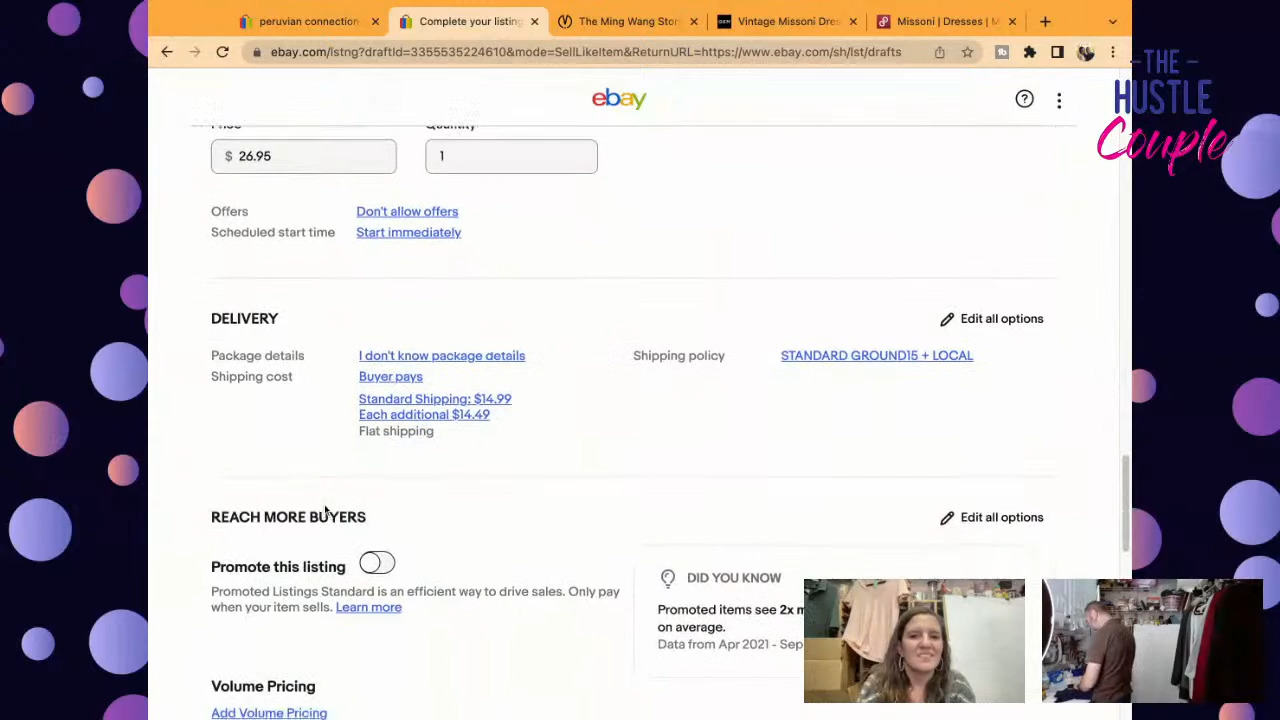 peruvian connection
Complete your listing
The Ming Wang Stor
Vintage Missoni Dre
Missoni | Dresses | M
ebay.com/lstng?draftId=3355535224610&mode=SellLikeItem&ReturnURL=https://www.ebay.com/sh/lst/drafts
- THE -
HUSTLE
Couple
ebay
Price
Quantity
$ 26.95
1
Offers
Don't allow offers
Scheduled start time
Start immediately
DELIVERY
Edit all options
Package details
I don't know package details
Shipping policy
STANDARD GROUND15 + LOCAL
Shipping cost
Buyer pays
Standard Shipping: $14.99
Each additional $14.49
Flat shipping
REACH MORE BUYERS
Edit all options
Promote this listing
Promoted Listings Standard is an efficient way to drive sales. Only pay
when your item sells. Learn more
DID YOU KNOW
Promoted items see 2x m
on average.
Data from Apr 2021 - Sep
Volume Pricing
Add Volume Pricing